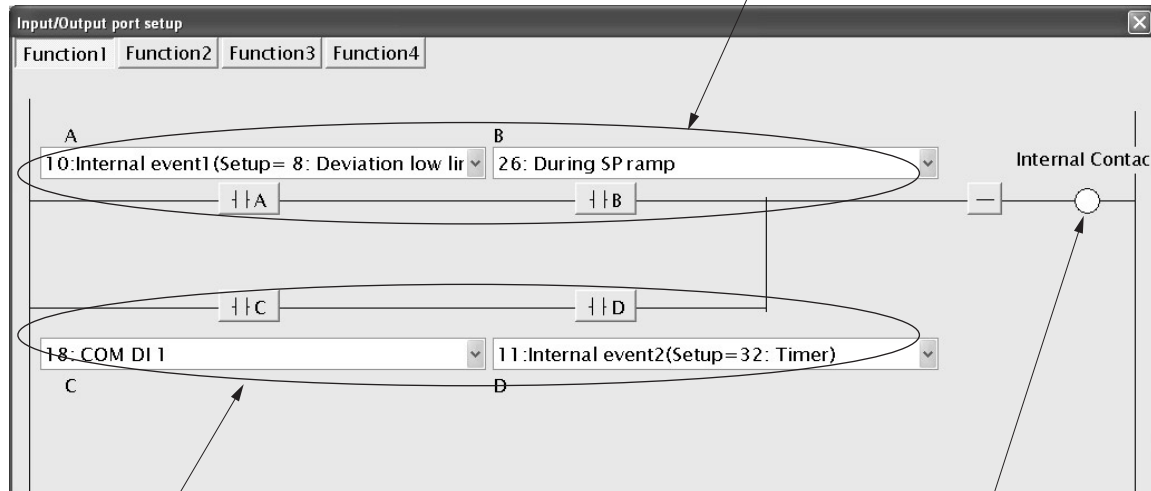 Input/Output port setup
Function1 Function2 Function3 Function4
A B
10:Internal event1(Setup= 8: Deviation low lir 26: During SP ramp
Internal Contac
A B
C D
18: COM DI 1 11:Internal event2(Setup=32: Timer)
C D